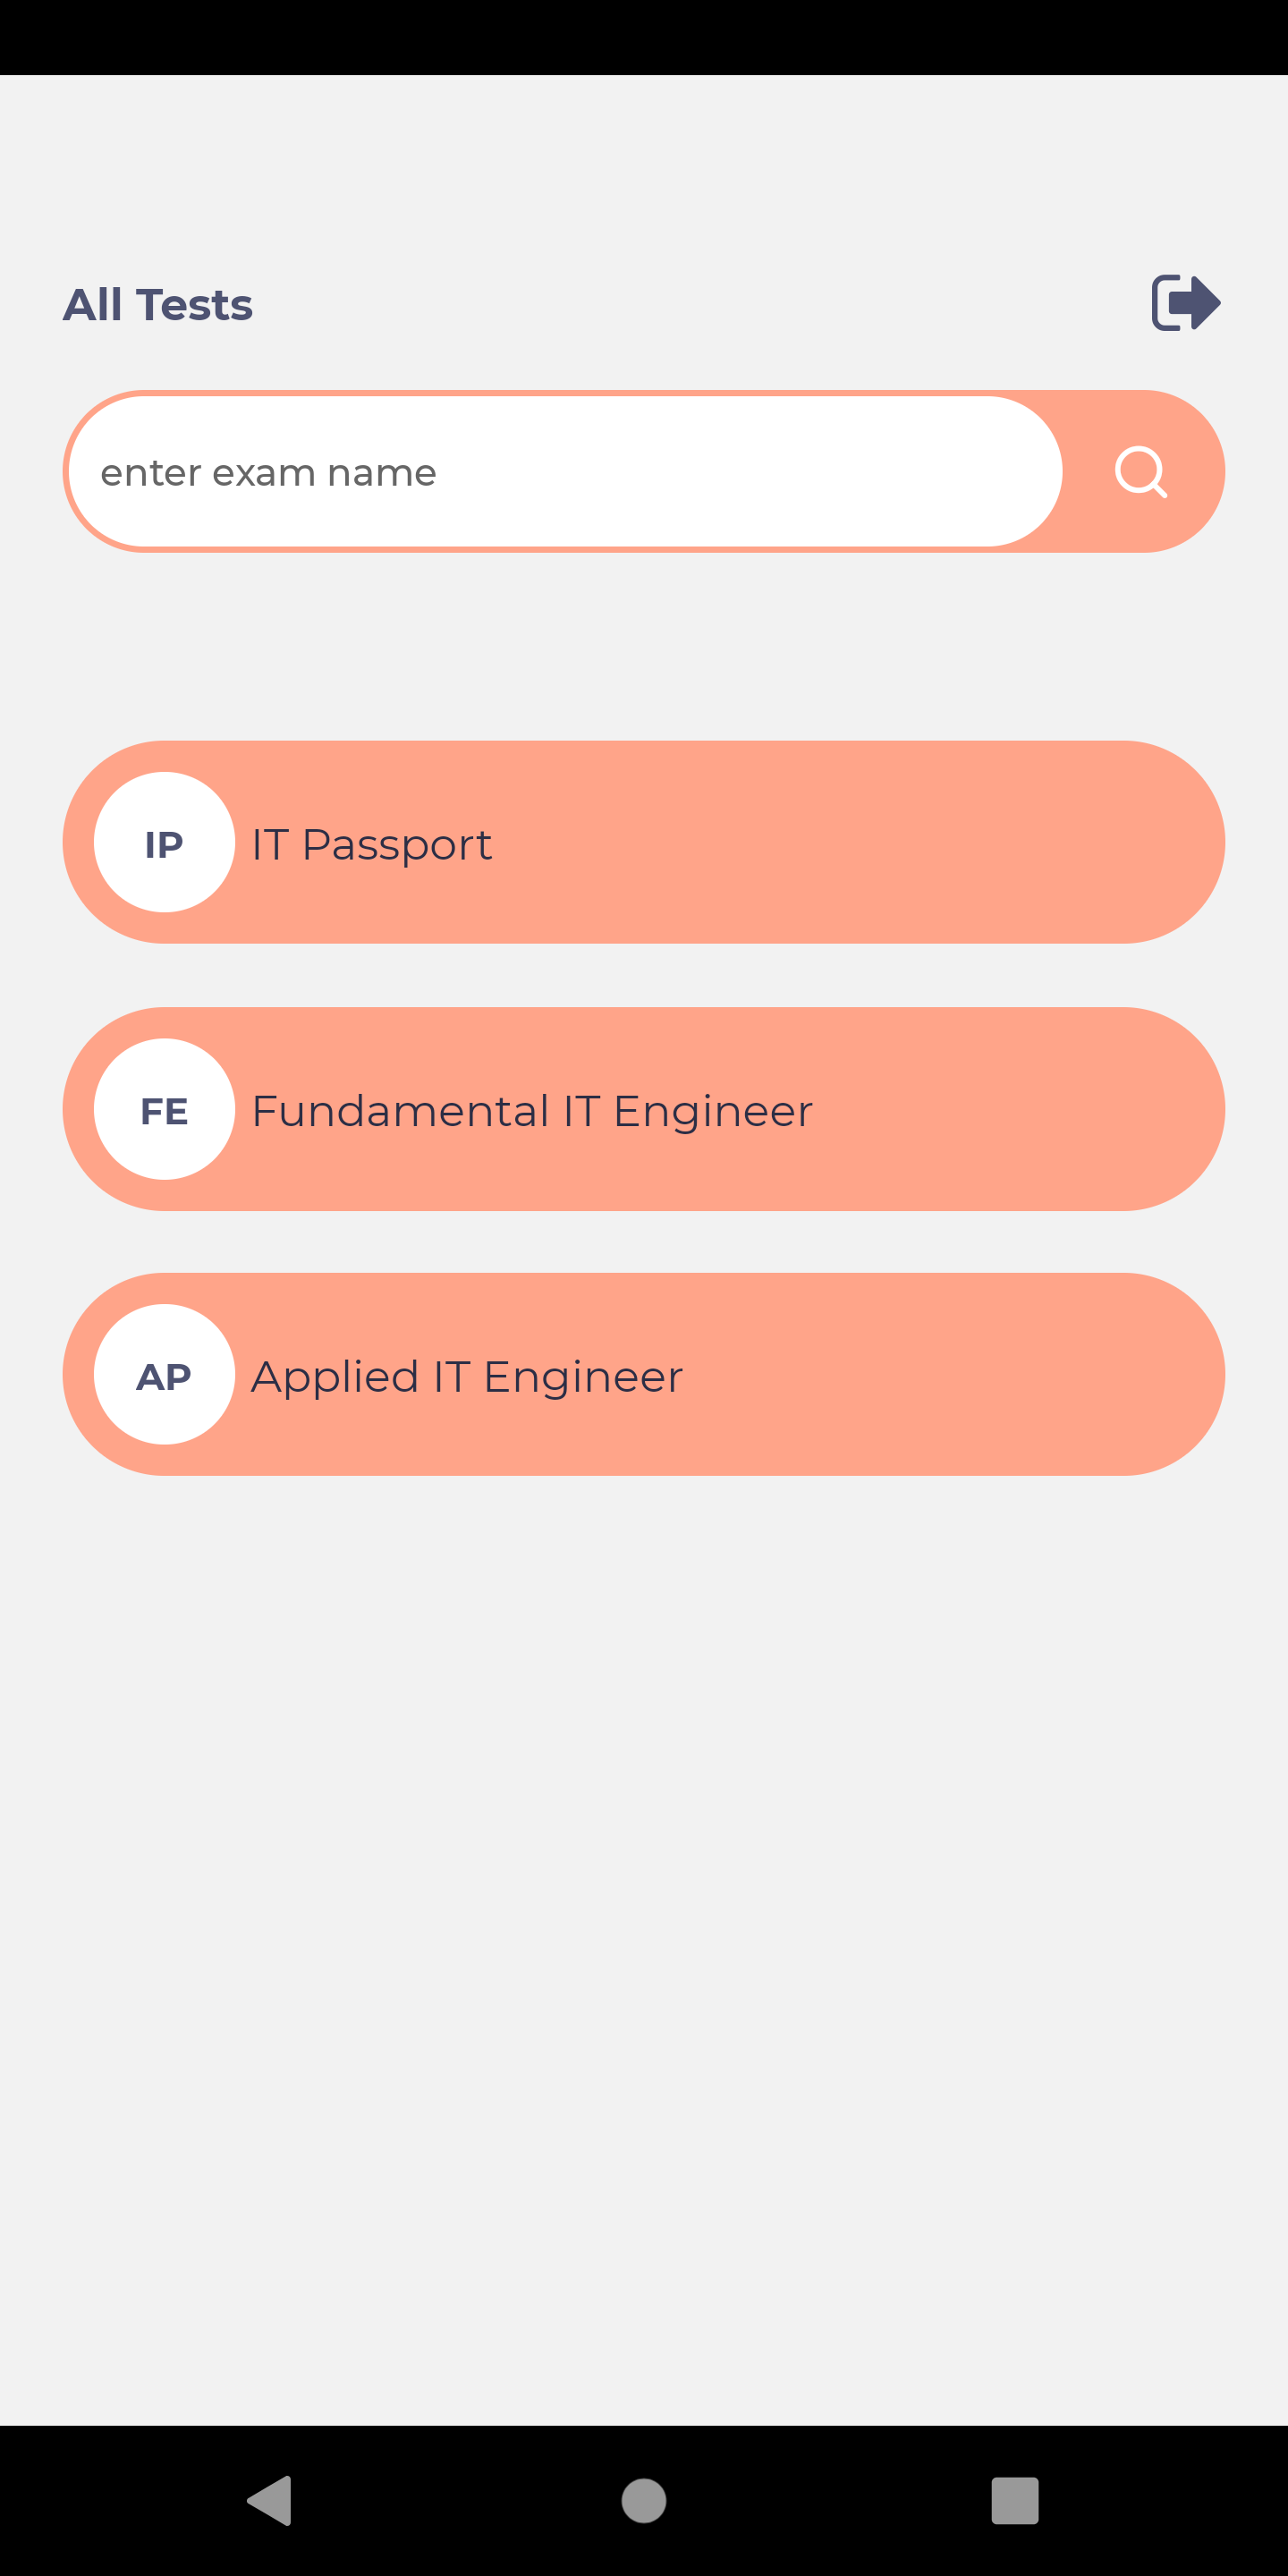 All Tests
enter exam name
IP IT Passport
FE Fundamental IT Engineer
AP Applied IT Engineer